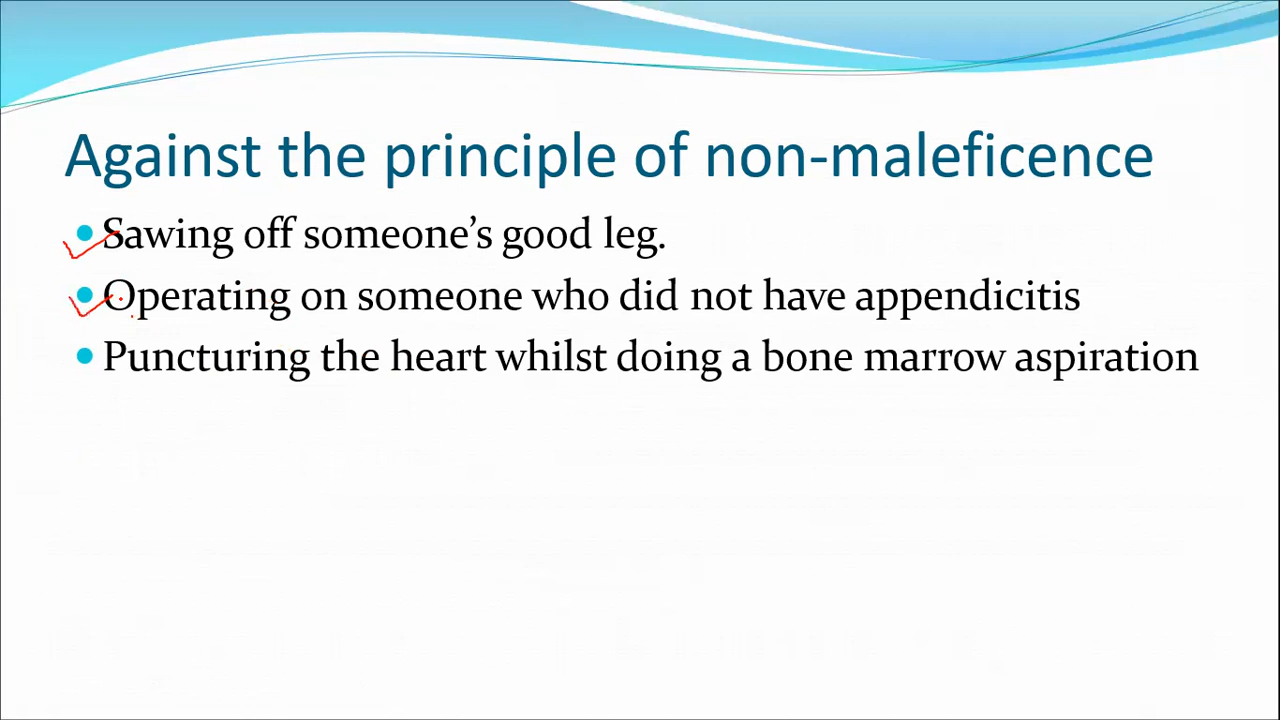 Against the principle of non-maleficence
Sawing off someone’s good leg.
Operating on someone who did not have appendicitis
Puncturing the heart whilst doing a bone marrow aspiration